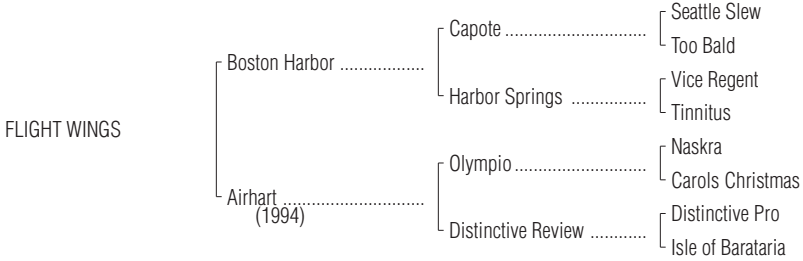 Seattle Slew
Capote ..............................
Too Bald
Boston Harbor ..................
Vice Regent
Harbor Springs ................
Tinnitus
FLIGHT WINGS
Naskra
Olympio ............................
Carols Christmas
Airhart ..............................
(1994)
Distinctive Pro
Distinctive Review ............
Isle of Barataria